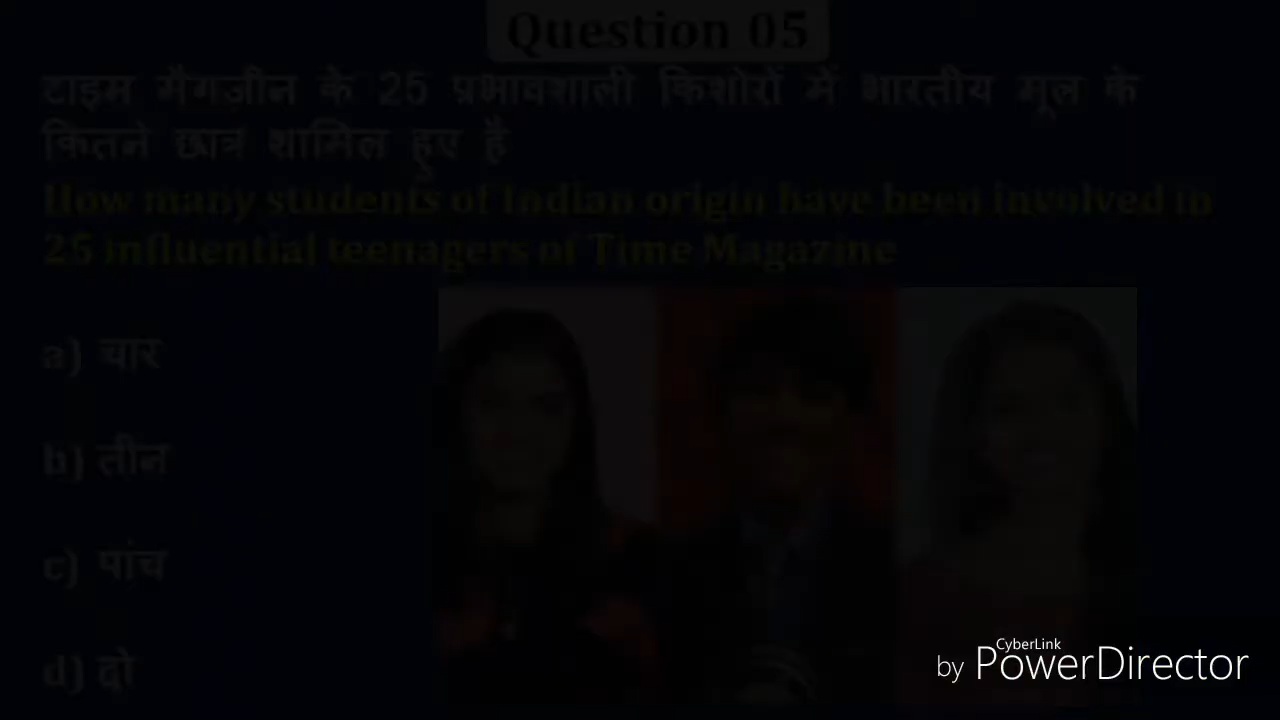 Question 05
टाइम मैगजीन के 25 प्रभावशाली किशोरों में भारतीय मूल के
कितने छात्र शामिल हुए है
How many students of Indian origin have been involved in
25 influential teenagers of Time Magazine
a) चार
b) तीन
c) पांच
d) दो
CyberLink
by PowerDirector